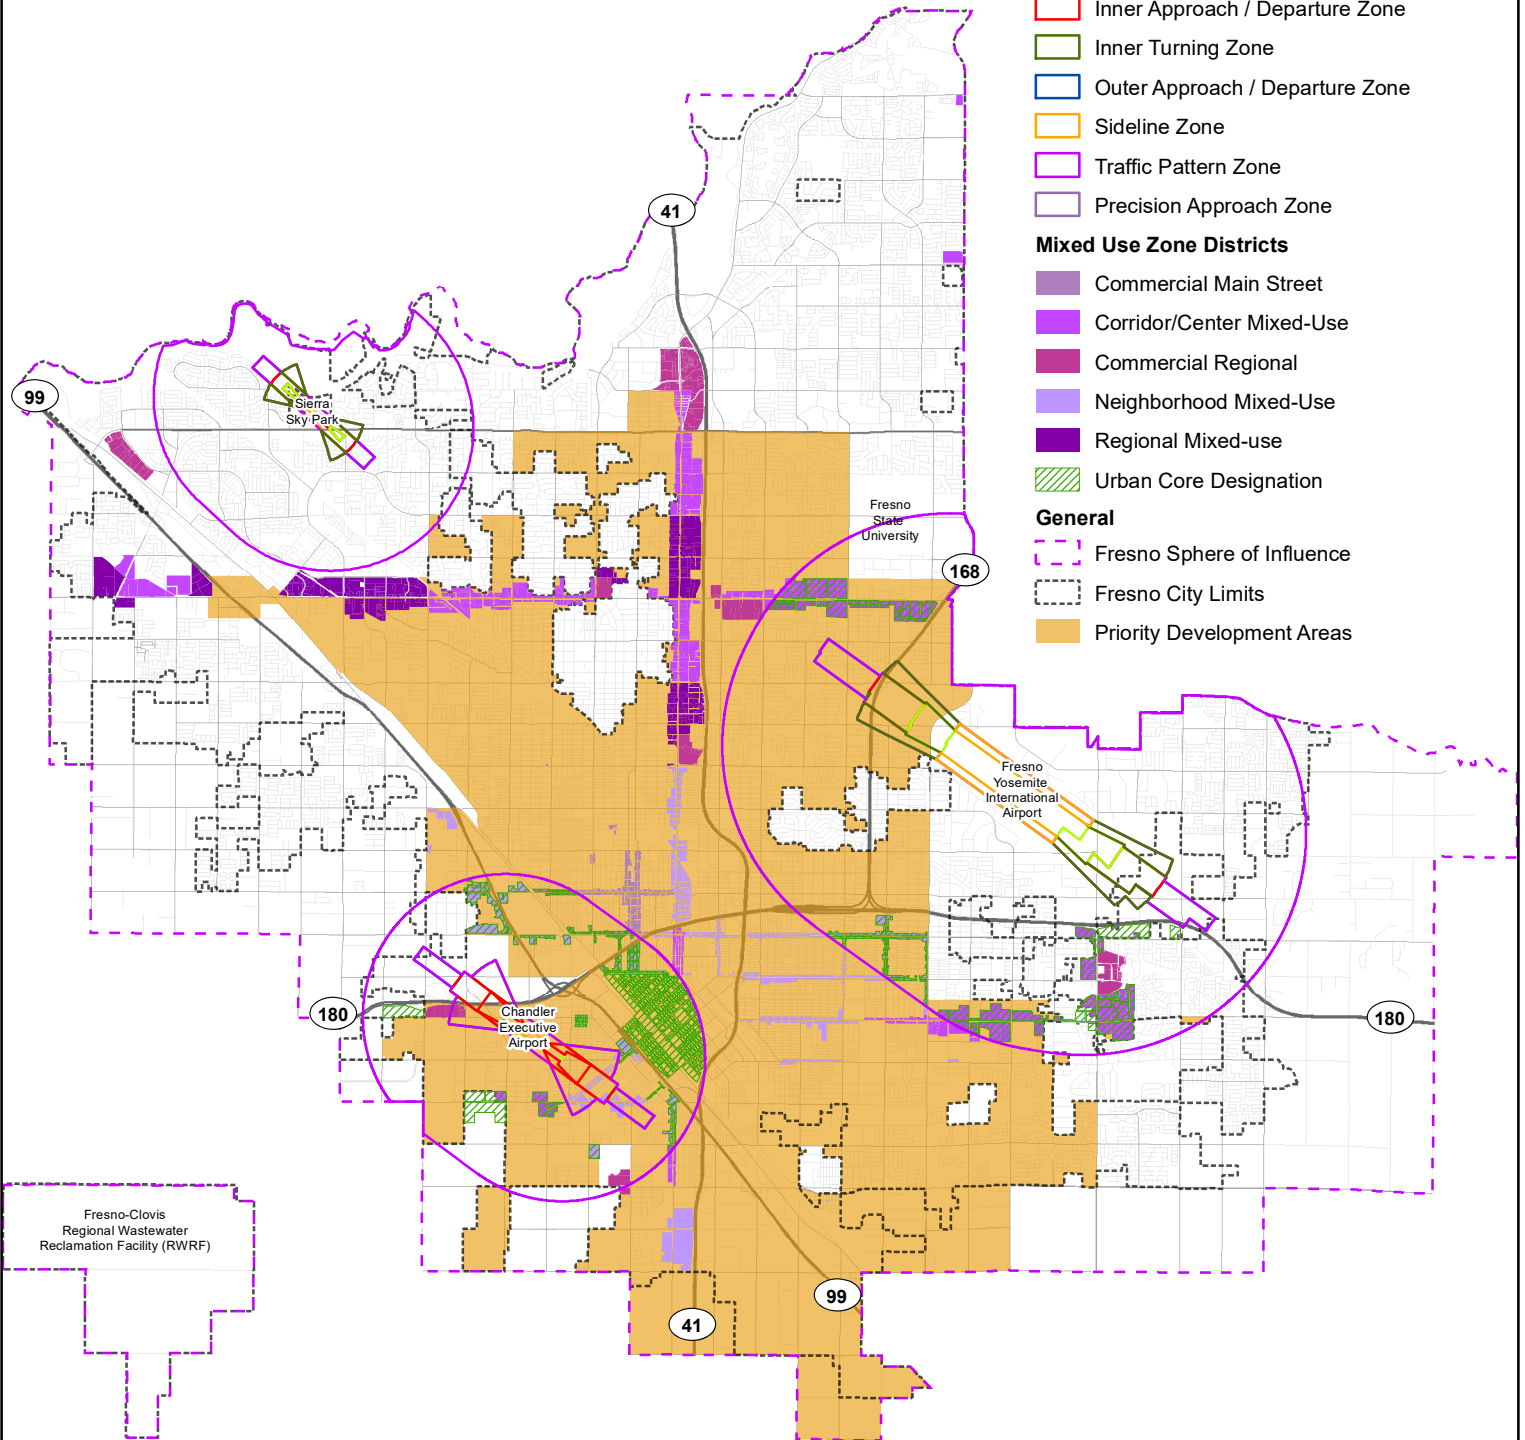 Inner Approach / Departure Zone
Inner Turning Zone
Outer Approach / Departure Zone
Sideline Zone
Traffic Pattern Zone
Precision Approach Zone
Mixed Use Zone Districts
Commercial Main Street
Corridor/Center Mixed-Use
Commercial Regional
Neighborhood Mixed-Use
Regional Mixed-use
Urban Core Designation
General
Fresno Sphere of Influence
Fresno City Limits
Priority Development Areas
41
99
Sierra
Sky Park
Fresno
State
University
168
Fresno
Yosemite
International
Airport
180
Chandler
Executive
Airport
180
Fresno-Clovis
Regional Wastewater
Reclamation Facility (RWRF)
99
41